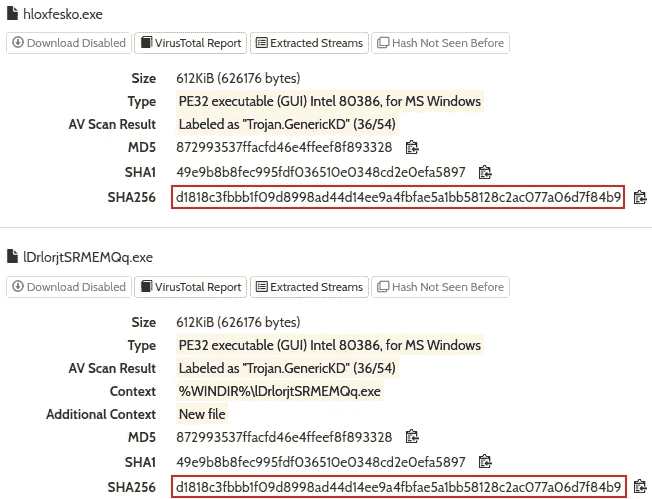 hloxfesko.exe
Download Disabled VirusTotal Report Extracted Streams Hash Not Seen Before
Size 612KiB (626176 bytes)
Type PE32 executable (GUI) Intel 80386, for MS Windows
AV Scan Result Labeled as "Trojan.GenericKD" (36/54)
MD5 872993537ffacfd46e4ffeef8f893328
SHA1 49e9b8b8fec995fdf036510e0348cd2e0efa5897
SHA256 d1818c3fbbb1f09d8998ad44d14ee9a4fbfae5a1bb58128c2ac077a06d7f84b9
lDrlorjtSRMEMQq.exe
Download Disabled VirusTotal Report Extracted Streams Hash Not Seen Before
Size 612KiB (626176 bytes)
Type PE32 executable (GUI) Intel 80386, for MS Windows
AV Scan Result Labeled as "Trojan.GenericKD" (36/54)
Context %WINDIR%\lDrlorjtSRMEMQq.exe
Additional Context New file
MD5 872993537ffacfd46e4ffeef8f893328
SHA1 49e9b8b8fec995fdf036510e0348cd2e0efa5897
SHA256 d1818c3fbbb1f09d8998ad44d14ee9a4fbfae5a1bb58128c2ac077a06d7f84b9